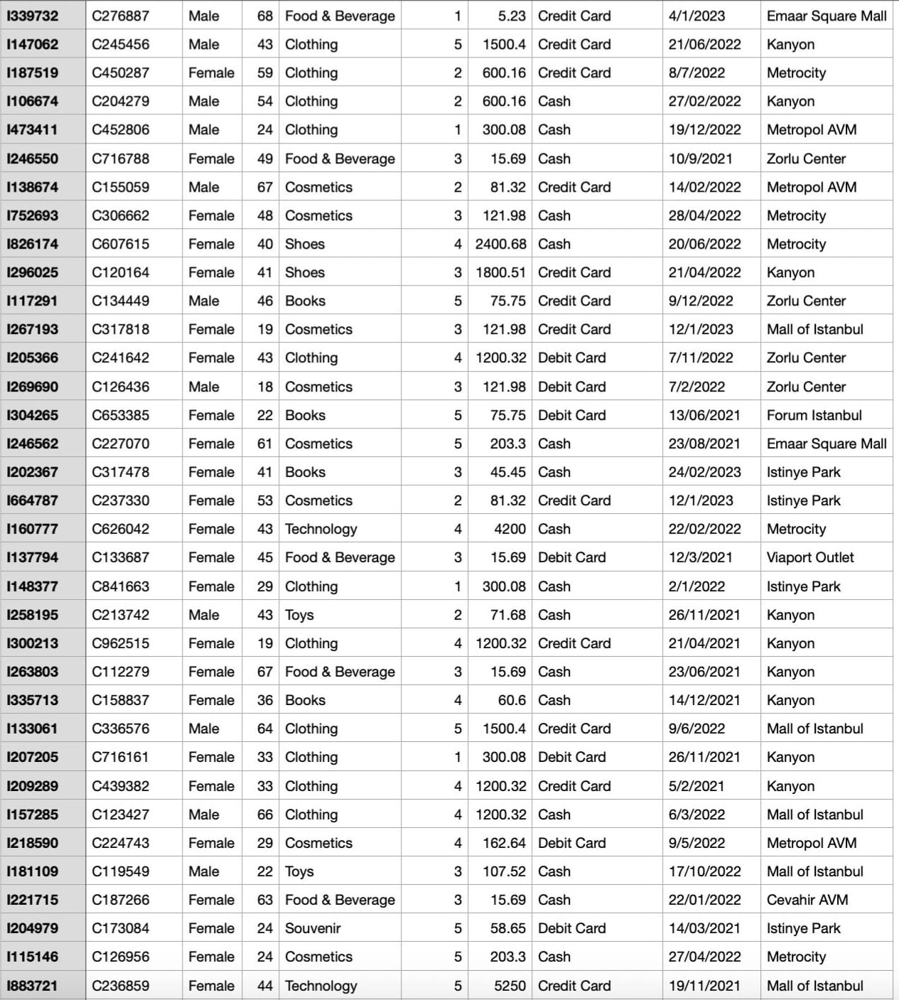 I339732 C276887 Male 68 Food & Beverage 1 5.23 Credit Card 4/1/2023 Emaar Square Mall
I147062 C245456 Male 43 Clothing 5 1500.4 Credit Card 21/06/2022 Kanyon
I187519 C450287 Female 59 Clothing 2 600.16 Credit Card 8/7/2022 Metrocity
I106674 C204279 Male 54 Clothing 2 600.16 Cash 27/02/2022 Kanyon
I473411 C452806 Male 24 Clothing 1 300.08 Cash 19/12/2022 Metropol AVM
I246550 C716788 Female 49 Food & Beverage 3 15.69 Cash 10/9/2021 Zorlu Center
I138674 C155059 Male 67 Cosmetics 2 81.32 Credit Card 14/02/2022 Metropol AVM
I752693 C306662 Female 48 Cosmetics 3 121.98 Cash 28/04/2022 Metrocity
I826174 C607615 Female 40 Shoes 4 2400.68 Cash 20/06/2022 Metrocity
I296025 C120164 Female 41 Shoes 3 1800.51 Credit Card 21/04/2022 Kanyon
I117291 C134449 Male 46 Books 5 75.75 Credit Card 9/12/2022 Zorlu Center
I267193 C317818 Female 19 Cosmetics 3 121.98 Credit Card 12/1/2023 Mall of Istanbul
I205366 C241642 Female 43 Clothing 4 1200.32 Debit Card 7/11/2022 Zorlu Center
I269690 C126436 Male 18 Cosmetics 3 121.98 Debit Card 7/2/2022 Zorlu Center
I304265 C653385 Female 22 Books 5 75.75 Debit Card 13/06/2021 Forum Istanbul
I246562 C227070 Female 61 Cosmetics 5 203.3 Cash 23/08/2021 Emaar Square Mall
I202367 C317478 Female 41 Books 3 45.45 Cash 24/02/2023 Istinye Park
I664787 C237330 Female 53 Cosmetics 2 81.32 Credit Card 12/1/2023 Istinye Park
I160777 C626042 Female 43 Technology 4 4200 Cash 22/02/2022 Metrocity
I137794 C133687 Female 45 Food & Beverage 3 15.69 Debit Card 12/3/2021 Viaport Outlet
I148377 C841663 Female 29 Clothing 1 300.08 Cash 2/1/2022 Istinye Park
I258195 C213742 Male 43 Toys 2 71.68 Cash 26/11/2021 Kanyon
I300213 C962515 Female 19 Clothing 4 1200.32 Credit Card 21/04/2021 Kanyon
I263803 C112279 Female 67 Food & Beverage 3 15.69 Cash 23/06/2021 Kanyon
I335713 C158837 Female 36 Books 4 60.6 Cash 14/12/2021 Kanyon
I133061 C336576 Male 64 Clothing 5 1500.4 Credit Card 9/6/2022 Mall of Istanbul
I207205 C716161 Female 33 Clothing 1 300.08 Debit Card 26/11/2021 Kanyon
I209289 C439382 Female 33 Clothing 4 1200.32 Credit Card 5/2/2021 Kanyon
I157285 C123427 Male 66 Clothing 4 1200.32 Cash 6/3/2022 Mall of Istanbul
I218590 C224743 Female 29 Cosmetics 4 162.64 Debit Card 9/5/2022 Metropol AVM
I181109 C119549 Male 22 Toys 3 107.52 Cash 17/10/2022 Mall of Istanbul
I221715 C187266 Female 63 Food & Beverage 3 15.69 Cash 22/01/2022 Cevahir AVM
I204979 C173084 Female 24 Souvenir 5 58.65 Debit Card 14/03/2021 Istinye Park
I115146 C126956 Female 24 Cosmetics 5 203.3 Cash 27/04/2022 Metrocity
I883721 C236859 Female 44 Technology 5 5250 Credit Card 19/11/2021 Mall of Istanbul